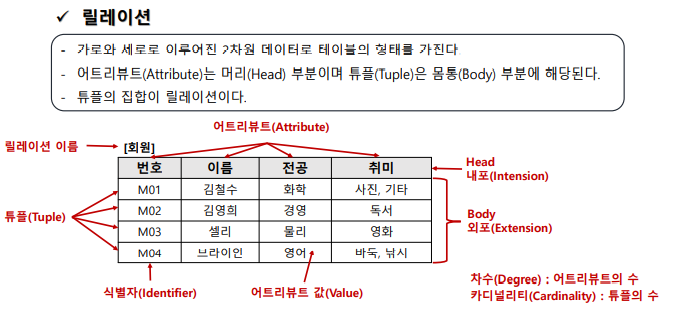 ✓ 릴레이션
- 가로와 세로로 이루어진 2차원 데이터로 테이블의 형태를 가진다
- 어트리뷰트(Attribute)는 머리(Head) 부분이며 튜플(Tuple)은 몸통(Body) 부분에 해당된다.
- 튜플의 집합이 릴레이션이다.
어트리뷰트(Attribute)
릴레이션 이름
[회원]
번호 이름 전공 취미
M01 김철수 화학 사진, 기타
M02 김영희 경영 독서
M03 셀리 물리 영화
M04 브라이인 영어 바둑, 낚시
Head
내포(Intension)
튜플(Tuple)
Body
외포(Extension)
식별자(Identifier)
어트리뷰트 값(Value)
차수(Degree) : 어트리뷰트의 수
카디널리티(Cardinality) : 튜플의 수